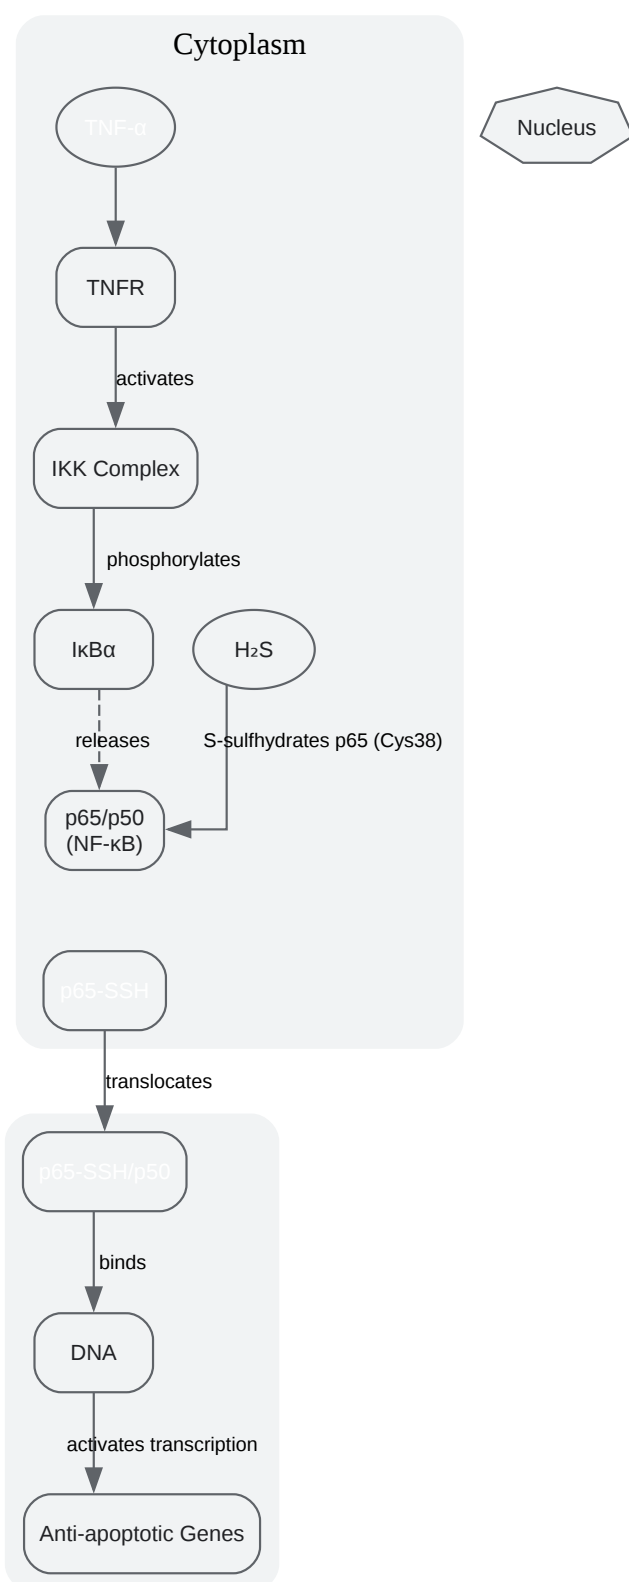 Cytoplasm
TNF-α
Nucleus
TNFR
activates
IKK Complex
phosphorylates
IκBα
H₂S
releases
S-sulfhydrates p65 (Cys38)
p65/p50
(NF-κB)
p65-SSH
translocates
p65-SSH/p50
binds
DNA
activates transcription
Anti-apoptotic Genes